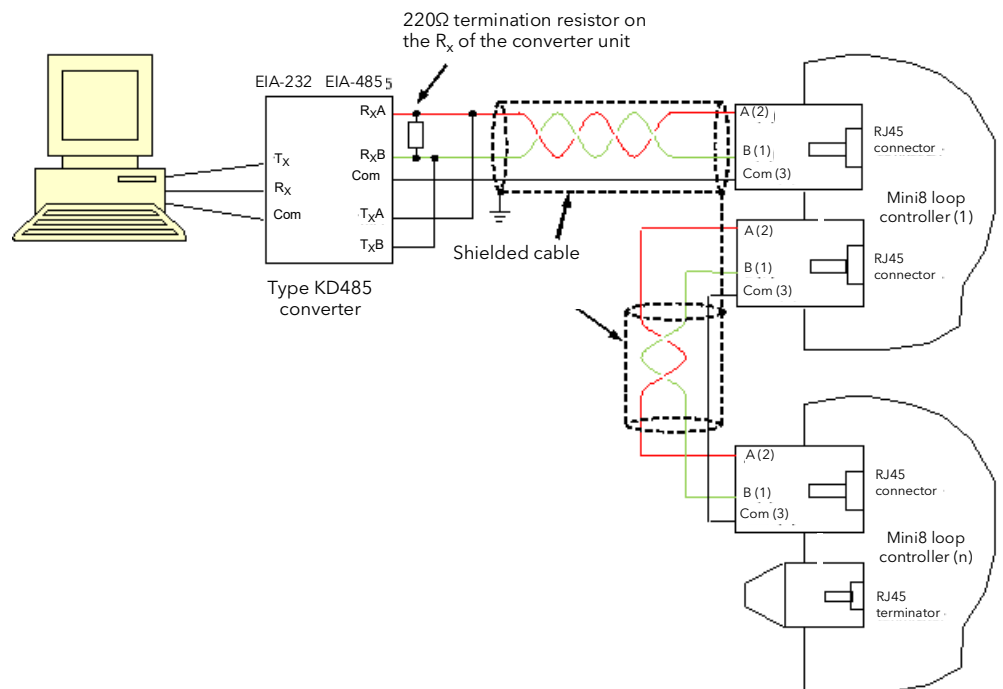 220Ω termination resistor on
the Rx of the converter unit
EIA-232 EIA-485 5
RXA
RXB
Com
TXA
TXB
Tx
Rx
Com
Type KD485
converter
Shielded cable
A (2)
B (1)
Com (3)
RJ45
connector
Mini8 loop
controller (1)
A (2)
B (1)
Com (3)
RJ45
connector
A (2)
B (1)
Com (3)
RJ45
connector
Mini8 loop
controller (n)
RJ45
terminator